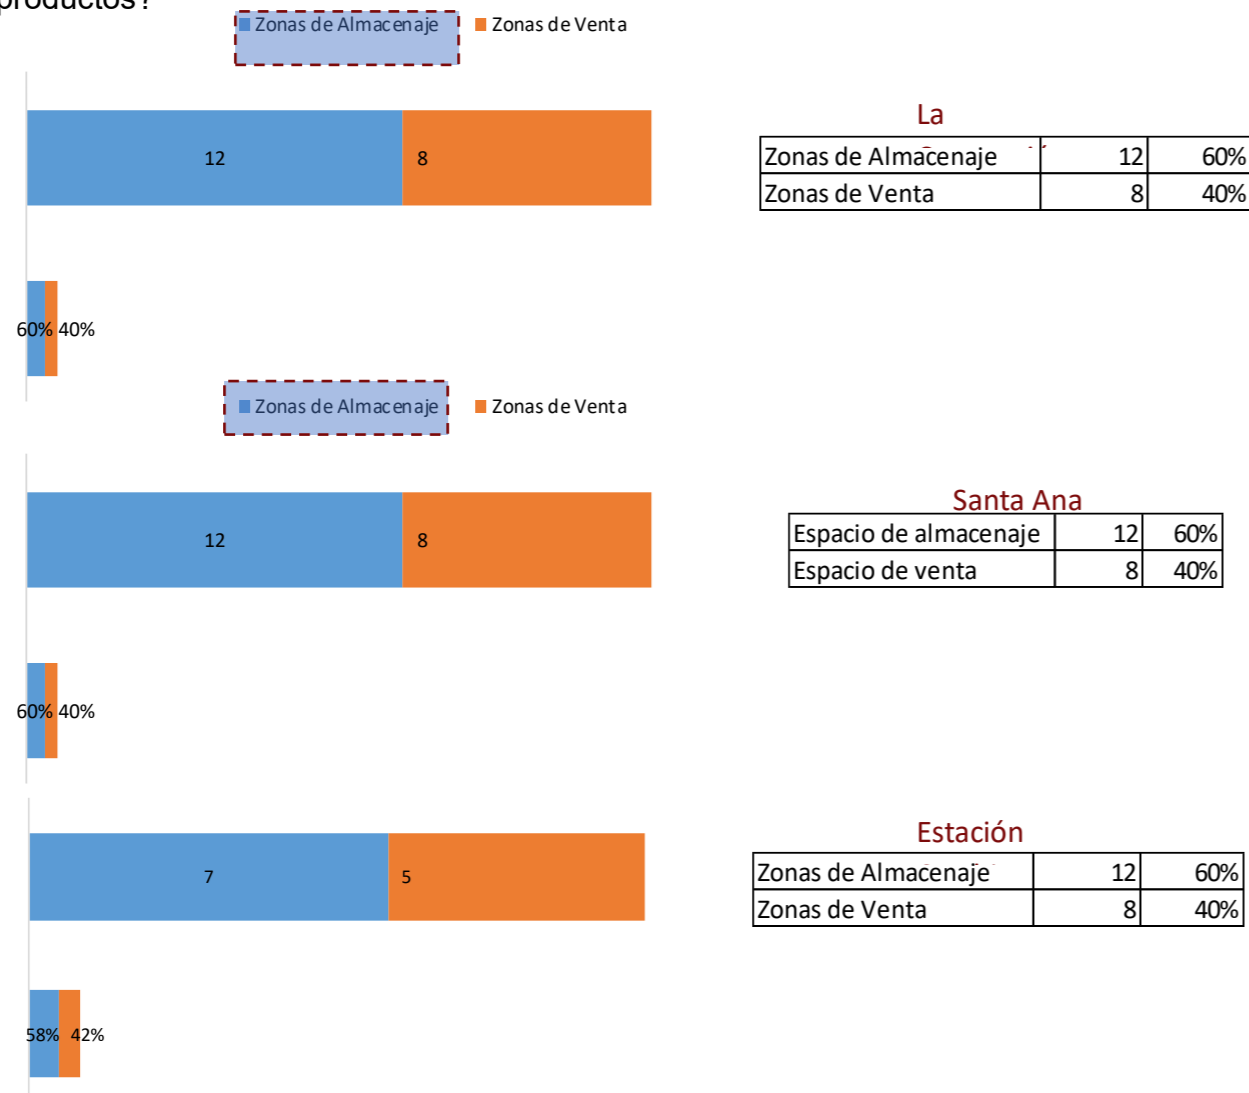 productos?
Zonas de Almacenaje Zonas de Venta
12 8
60% 40%
La
Zonas de Almacenaje 12 60%
Zonas de Venta 8 40%
Zonas de Almacenaje Zonas de Venta
12 8
60% 40%
Santa Ana
Espacio de almacenaje 12 60%
Espacio de venta 8 40%
7 5
58% 42%
Estación
Zonas de Almacenaje 12 60%
Zonas de Venta 8 40%